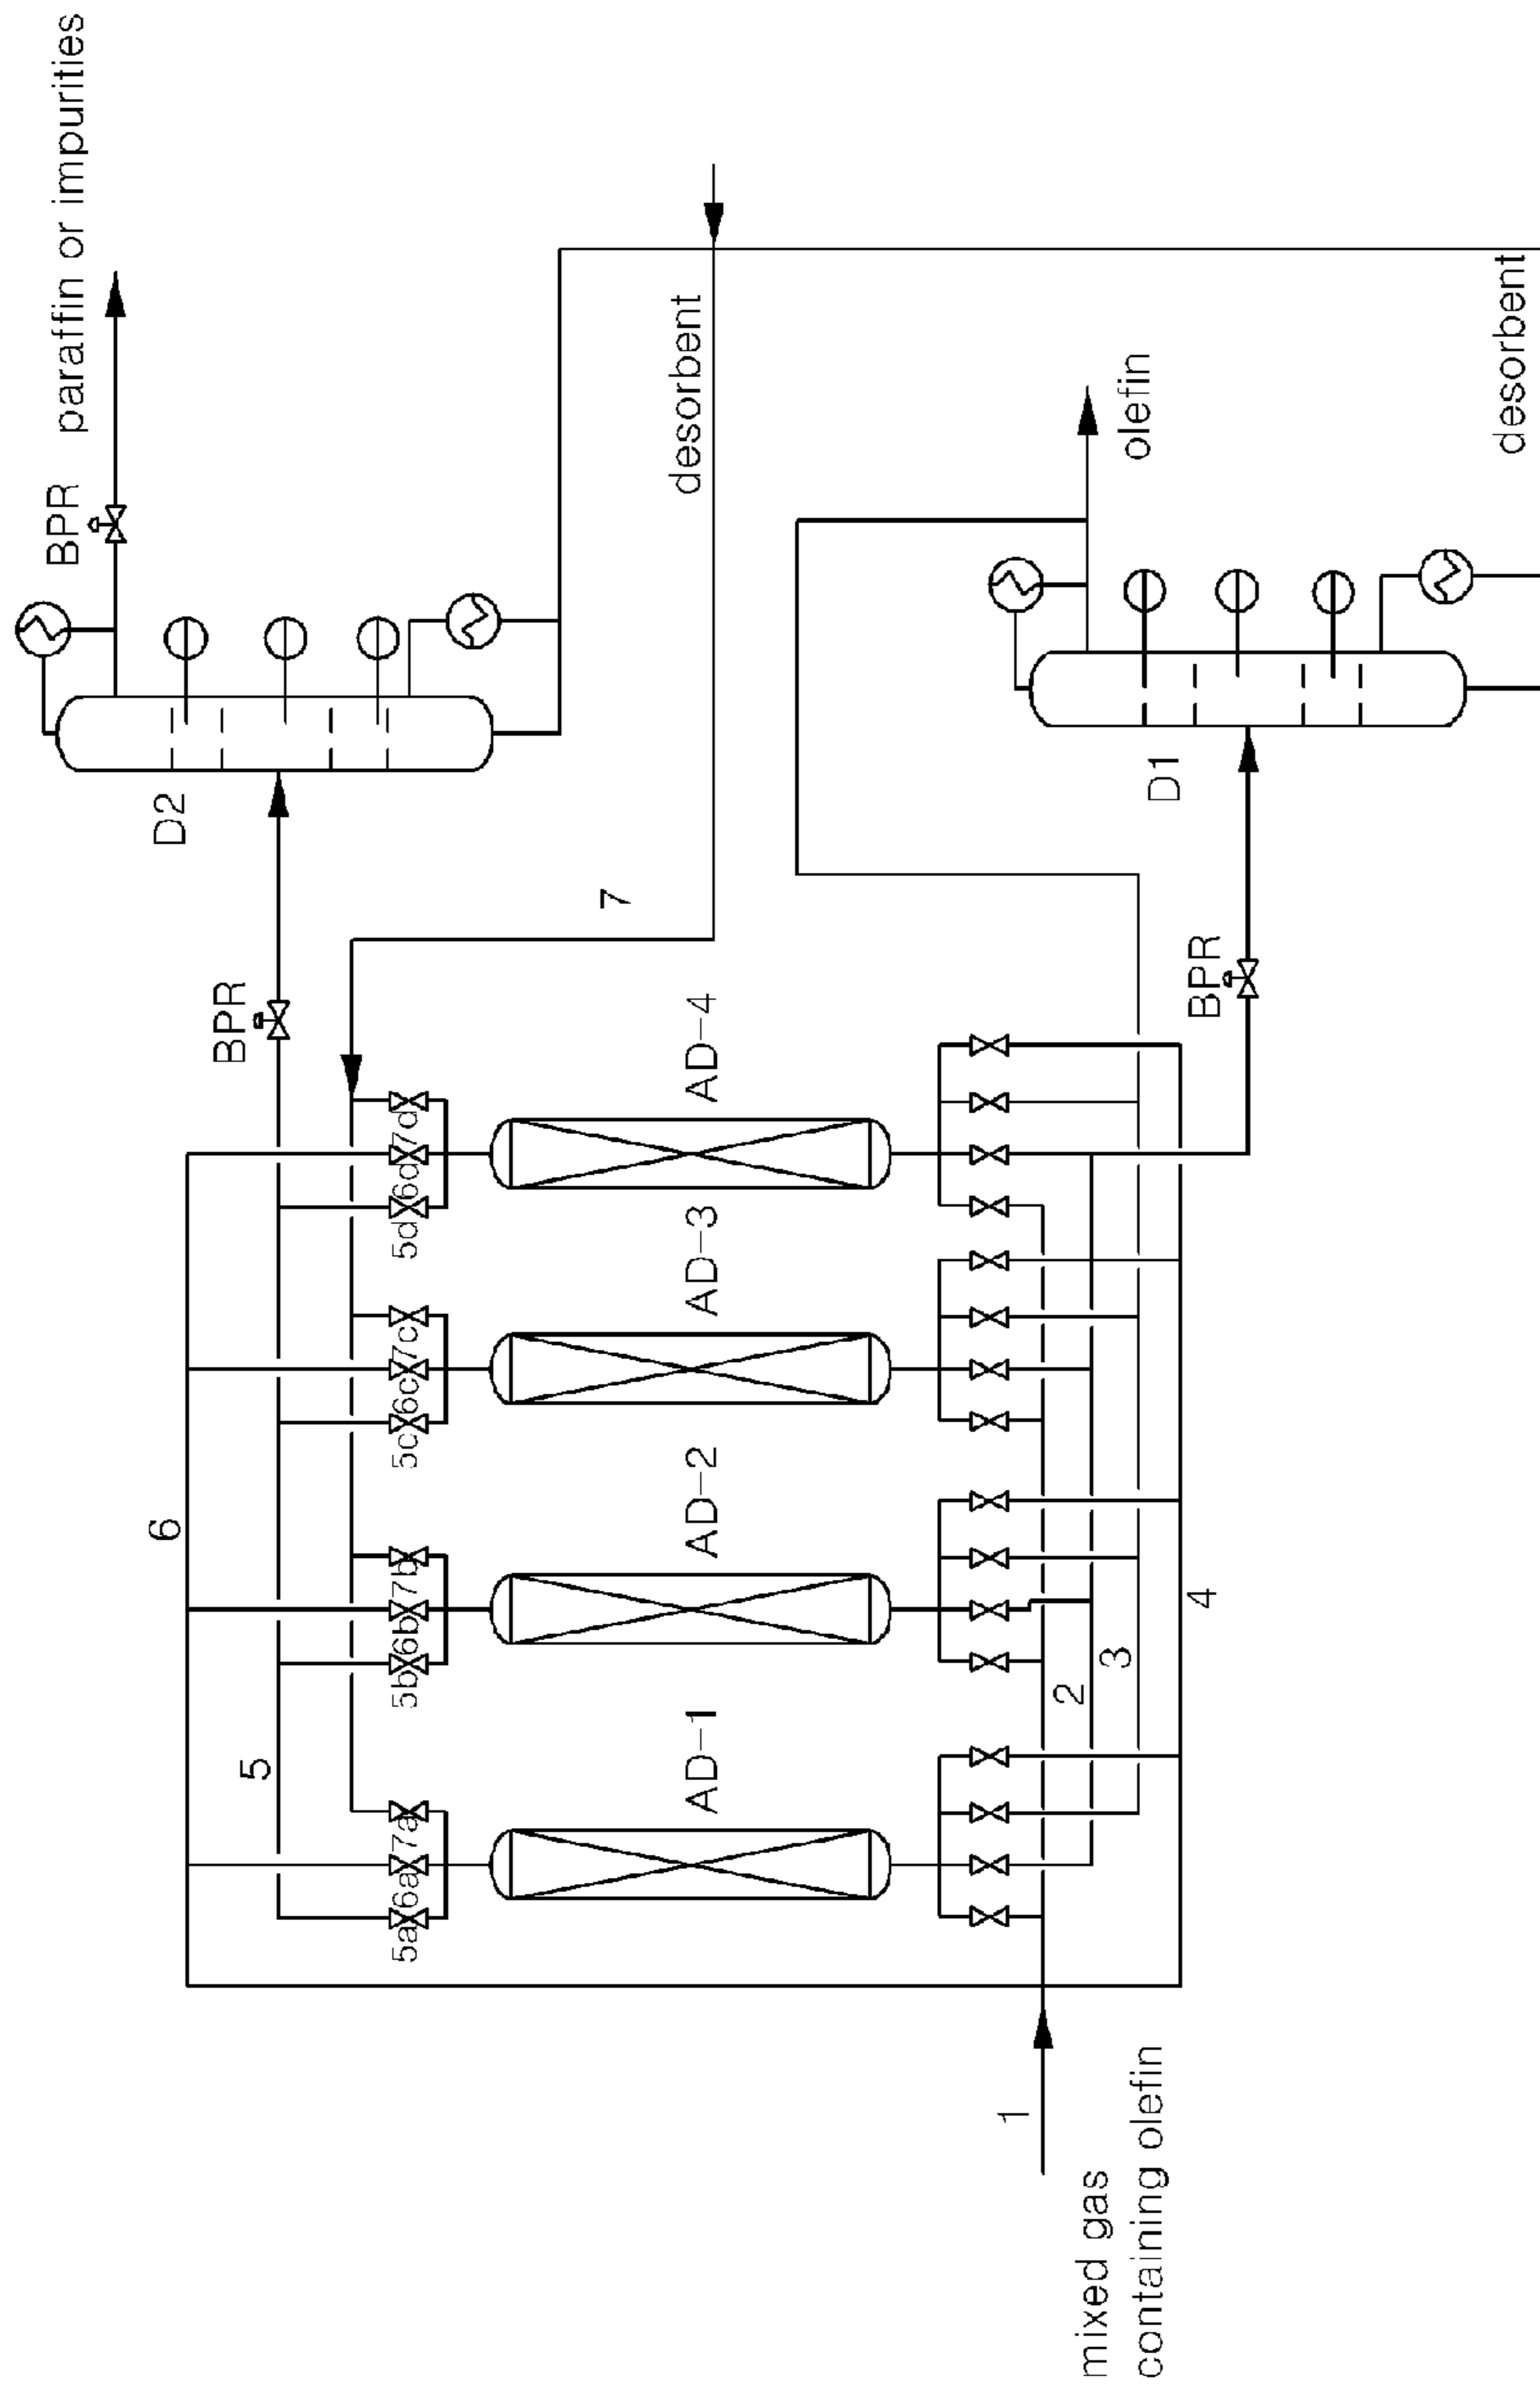 BPR
paraffin or impurities
D2
BPR
6
5
7
desorbent
5a
6a
7a
5b
6b
7b
5c
6c
7c
5d
6d
7d
AD-1
AD-2
AD-3
AD-4
1
mixed gas
containing olefin
2
3
4
BPR
D1
olefin
desorbent